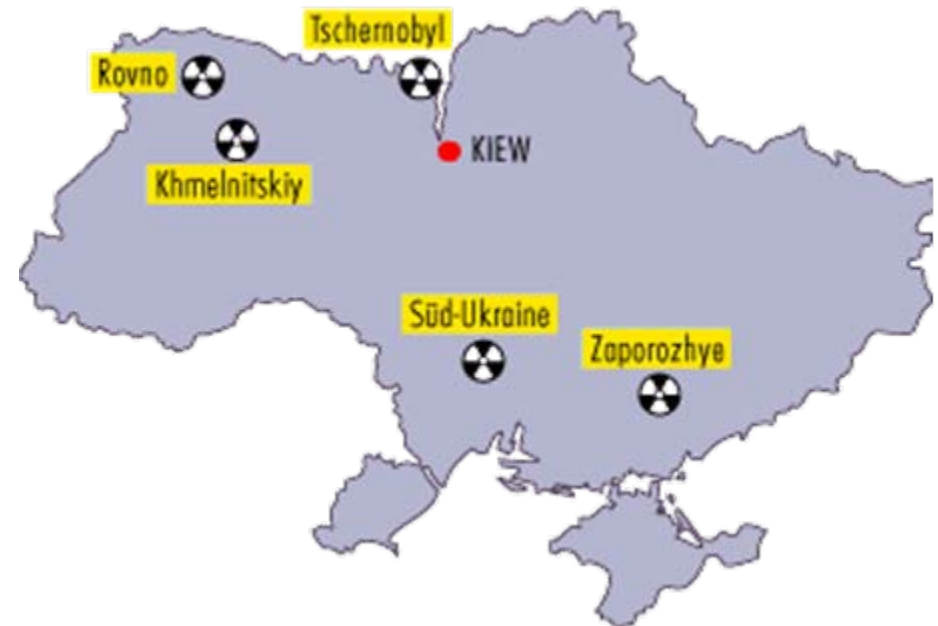 Tschernobyl
Rovno
KIEW
Khmelnitskiy
Süd-Ukraine
Zaporozhye